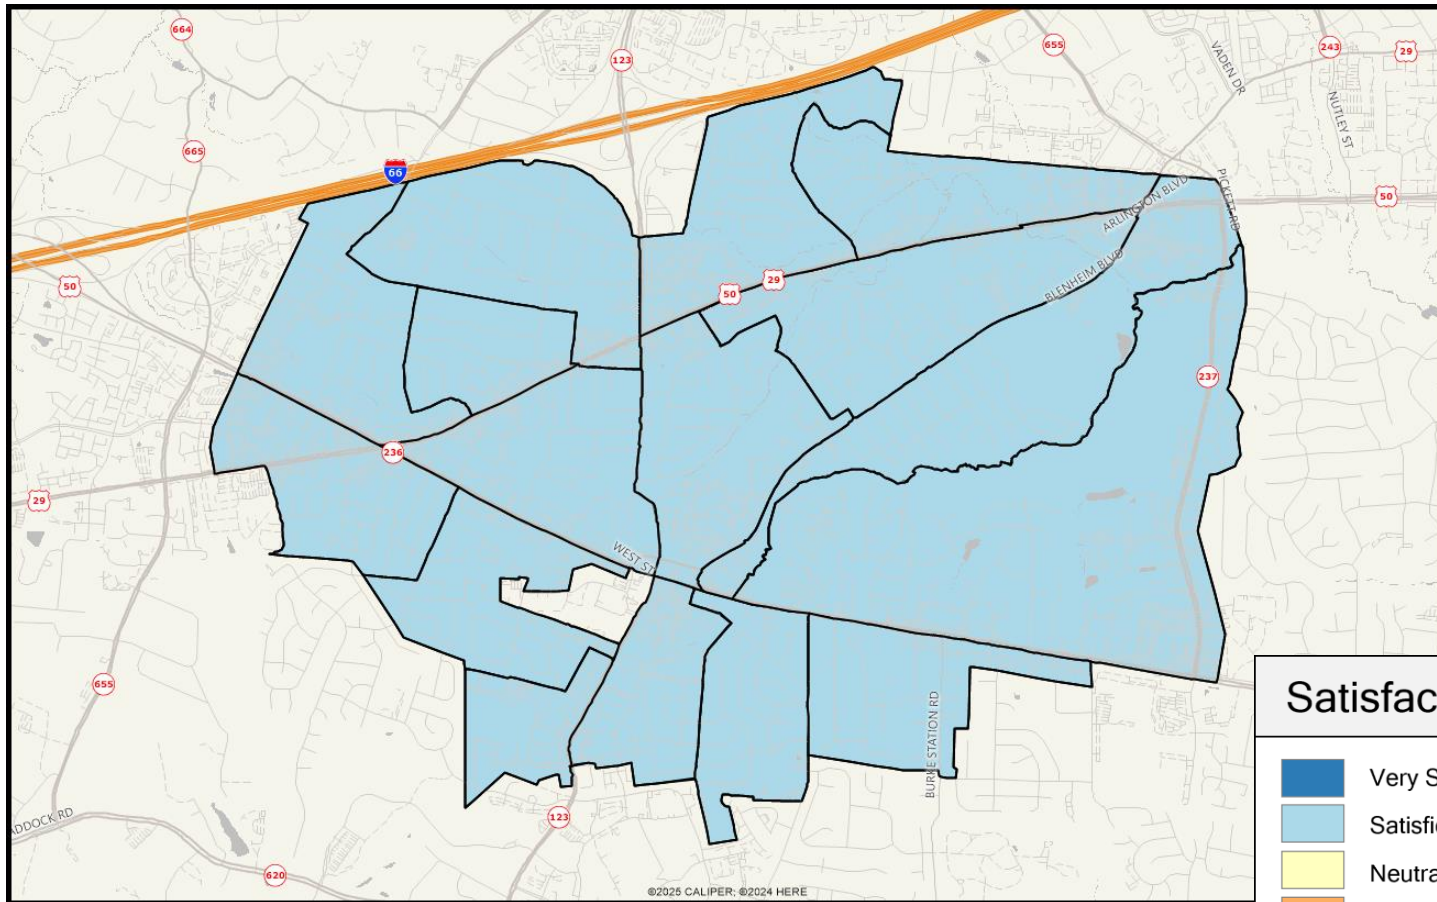 664
123
655
243
29
VADEN DR
NUTLEY ST
665
66
PICKETT RD
50
ARLINGTON BLVD
50
29
50
BLENHEIM BLVD
237
236
29
WEST ST
655
BURKE STATION RD
123
ADDOCK RD
620
©2025 CALIPER; ©2024 HERE
Satisfac
Very S
Satisfie
Neutra